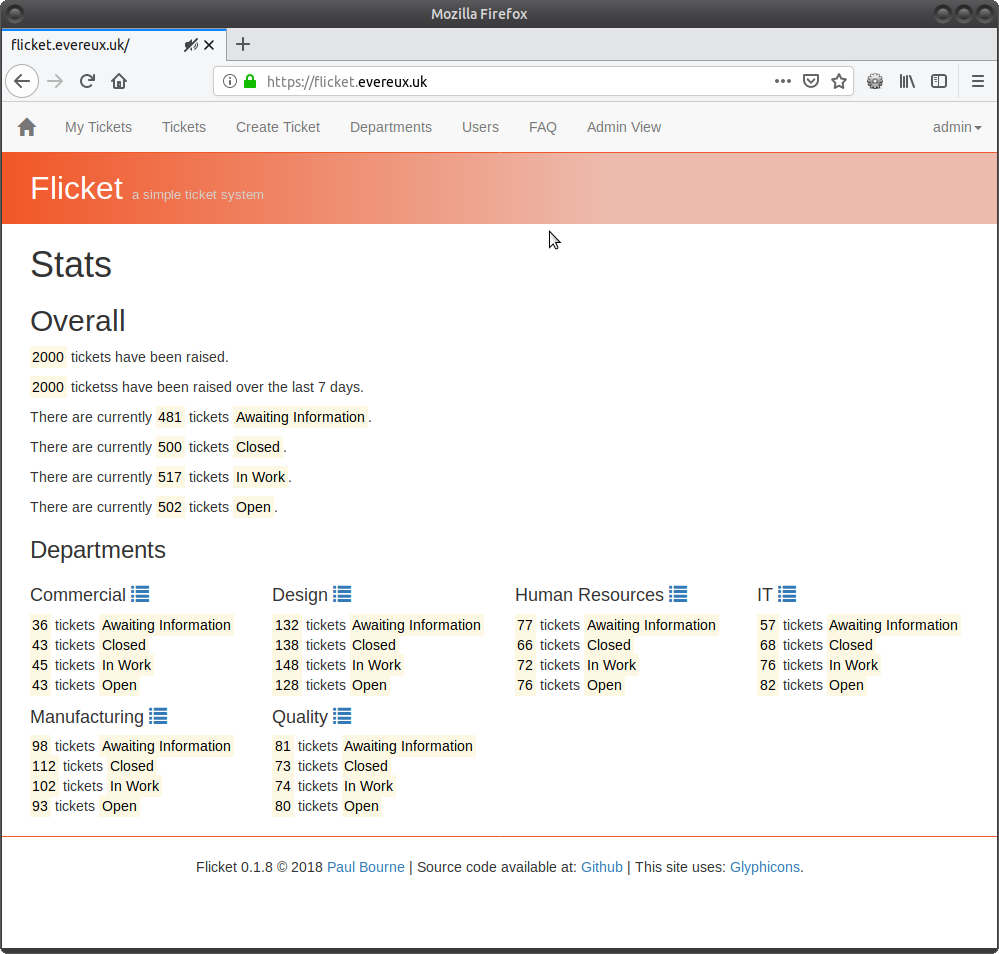 Mozilla Firefox
flicket.evereux.uk/
https://flicket.evereux.uk
My Tickets Tickets Create Ticket Departments Users FAQ Admin View admin
Flicket a simple ticket system
Stats
Overall
2000 tickets have been raised.
2000 ticketss have been raised over the last 7 days.
There are currently 481 tickets Awaiting Information .
There are currently 500 tickets Closed .
There are currently 517 tickets In Work .
There are currently 502 tickets Open .
Departments
Commercial
36 tickets Awaiting Information
43 tickets Closed
45 tickets In Work
43 tickets Open
Design
132 tickets Awaiting Information
138 tickets Closed
148 tickets In Work
128 tickets Open
Human Resources
77 tickets Awaiting Information
66 tickets Closed
72 tickets In Work
76 tickets Open
IT
57 tickets Awaiting Information
68 tickets Closed
76 tickets In Work
82 tickets Open
Manufacturing
98 tickets Awaiting Information
112 tickets Closed
102 tickets In Work
93 tickets Open
Quality
81 tickets Awaiting Information
73 tickets Closed
74 tickets In Work
80 tickets Open
Flicket 0.1.8 © 2018 Paul Bourne | Source code available at: Github | This site uses: Glyphicons.